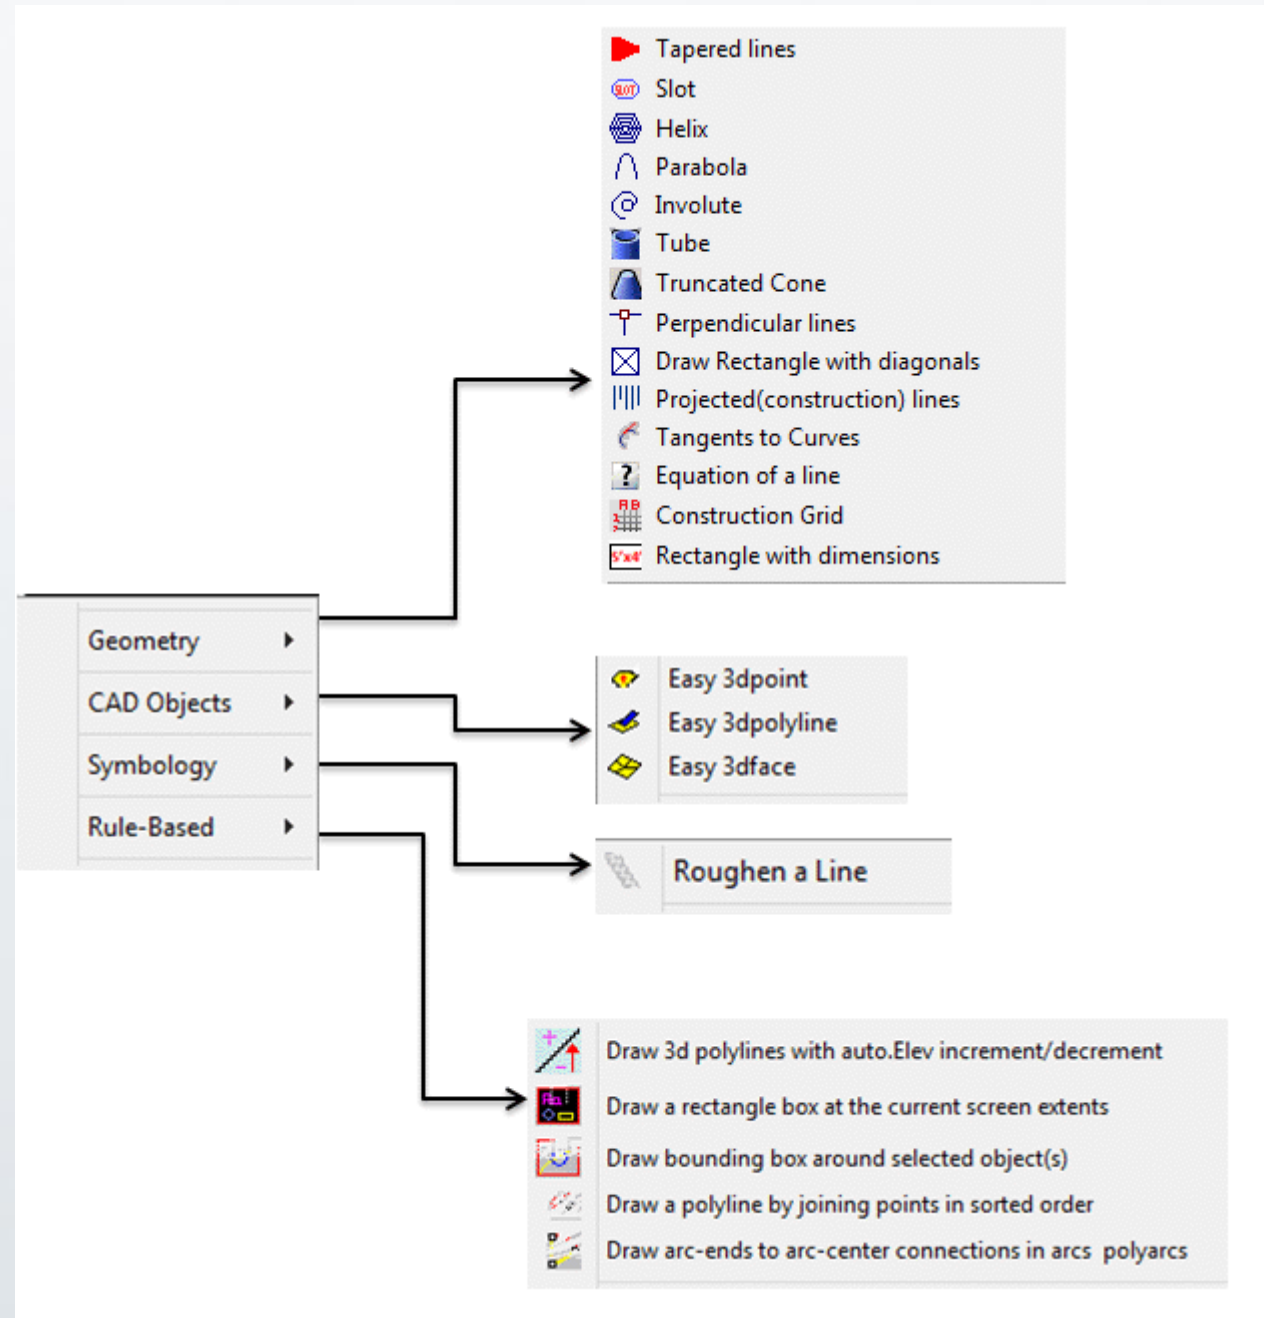 Tapered lines
SLOT Slot
Helix
Parabola
Involute
Tube
Truncated Cone
Perpendicular lines
Draw Rectangle with diagonals
Projected(construction) lines
Tangents to Curves
? Equation of a line
A B Construction Grid
5'x4' Rectangle with dimensions
Geometry
CAD Objects
Symbology
Rule-Based
Easy 3dpoint
Easy 3dpolyline
Easy 3dface
Roughen a Line
Draw 3d polylines with auto.Elev increment/decrement
Draw a rectangle box at the current screen extents
Draw bounding box around selected object(s)
Draw a polyline by joining points in sorted order
Draw arc-ends to arc-center connections in arcs polyarcs